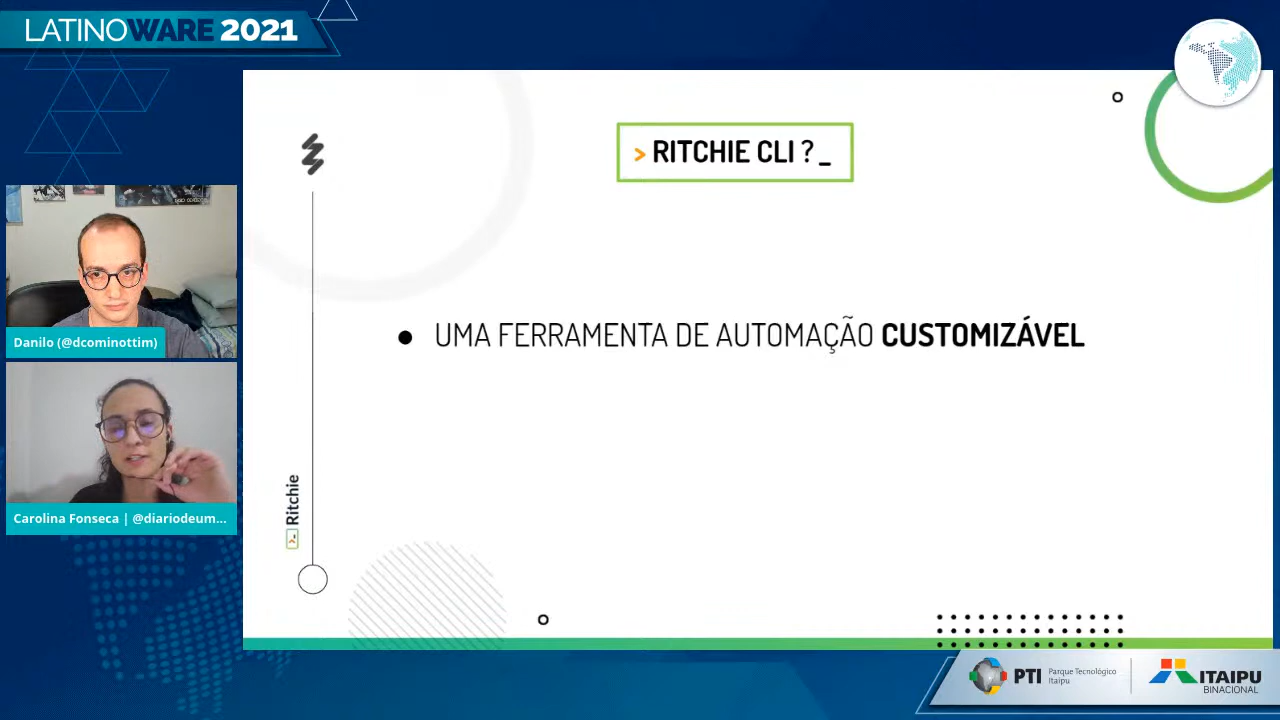 LATINOWARE 2021
> RITCHIE CLI ? _
● UMA FERRAMENTA DE AUTOMAÇÃO CUSTOMIZÁVEL
Danilo (@dcominottim)
Carolina Fonseca | @diariodeum...
>_ Ritchie
PTI Parque Tecnológico
Itaipu
ITAIPU
BINACIONAL